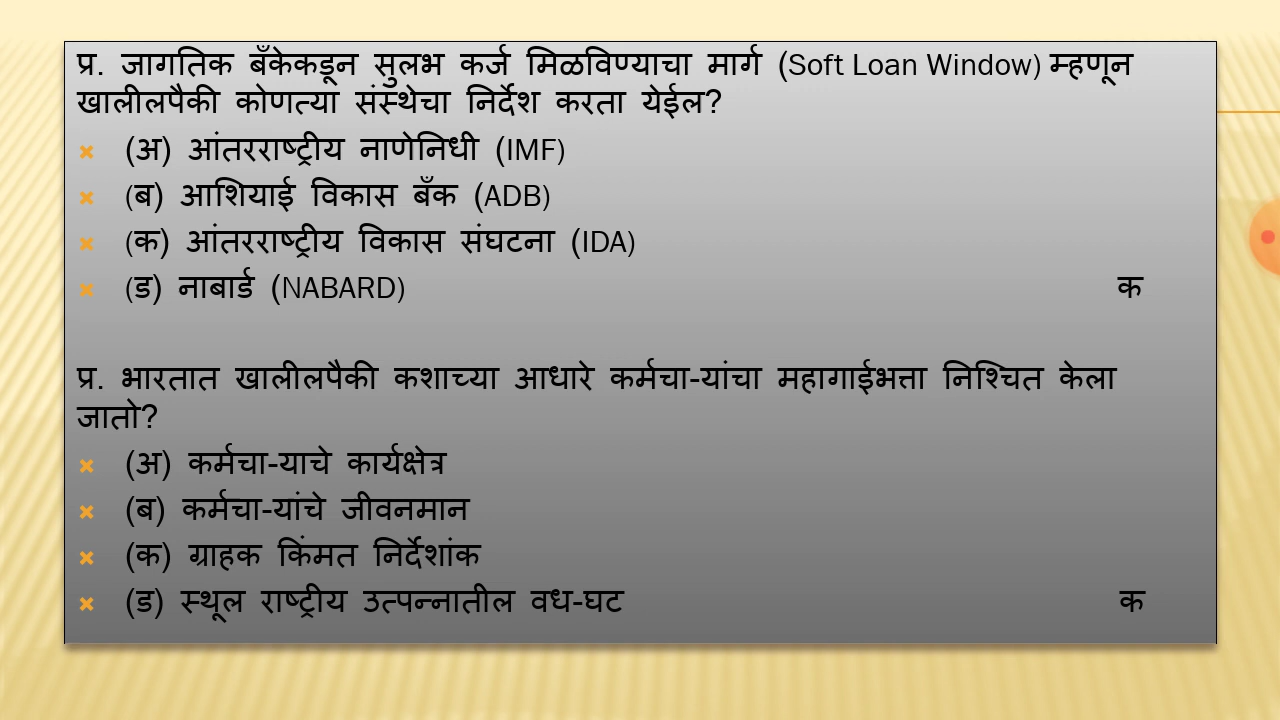 प्र. जागतिक बँकेकडून सुलभ कर्ज मिळविण्याचा मार्ग (Soft Loan Window) म्हणून
खालीलपैकी कोणत्या संस्थेचा निर्देश करता येईल?
(अ) आंतरराष्ट्रीय नाणेनिधी (IMF)
(ब) आशियाई विकास बँक (ADB)
(क) आंतरराष्ट्रीय विकास संघटना (IDA)
(ड) नाबार्ड (NABARD) क
प्र. भारतात खालीलपैकी कशाच्या आधारे कर्मचा-यांचा महागाईभत्ता निश्चित केला
जातो?
(अ) कर्मचा-याचे कार्यक्षेत्र
(ब) कर्मचा-यांचे जीवनमान
(क) ग्राहक किंमत निर्देशांक
(ड) स्थूल राष्ट्रीय उत्पन्नातील वध-घट क